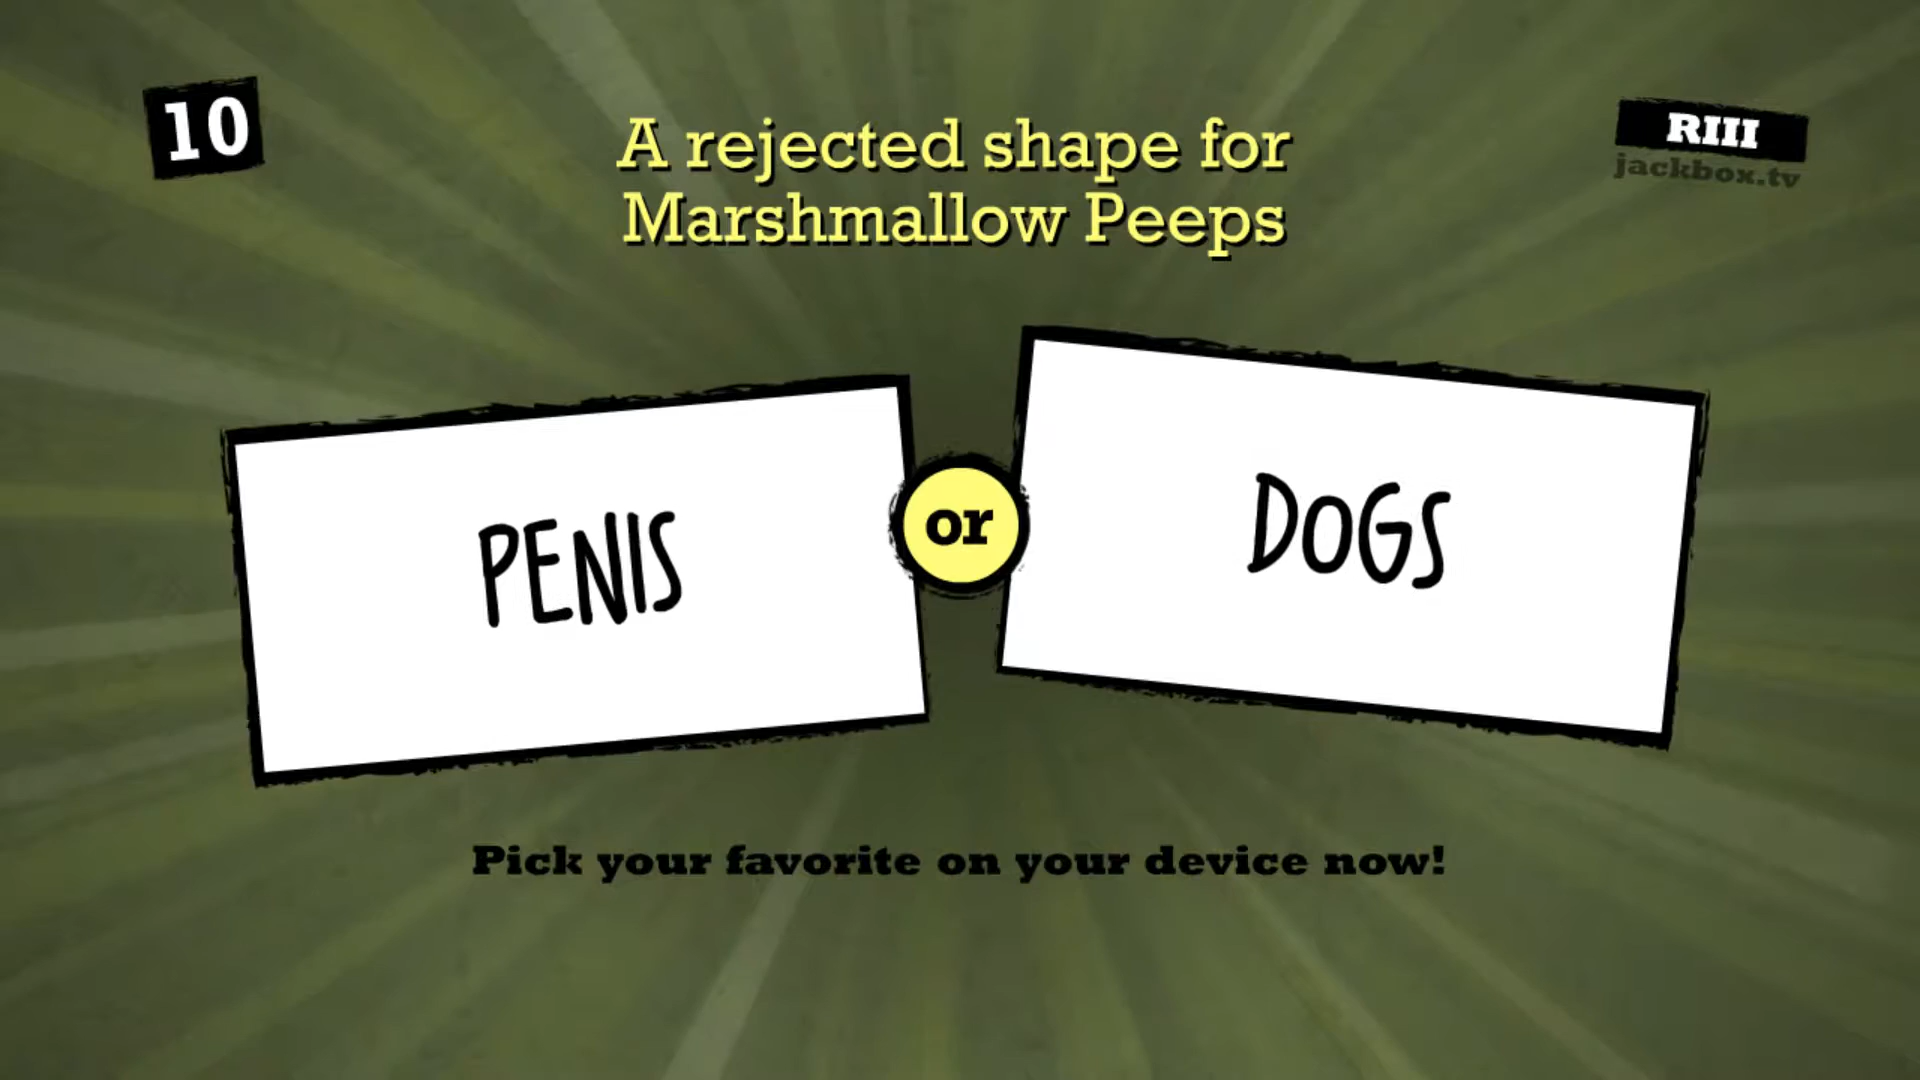 10
A rejected shape for
Marshmallow Peeps
RIII
jackbox.tv
PENIS
or
DOGS
Pick your favorite on your device now!